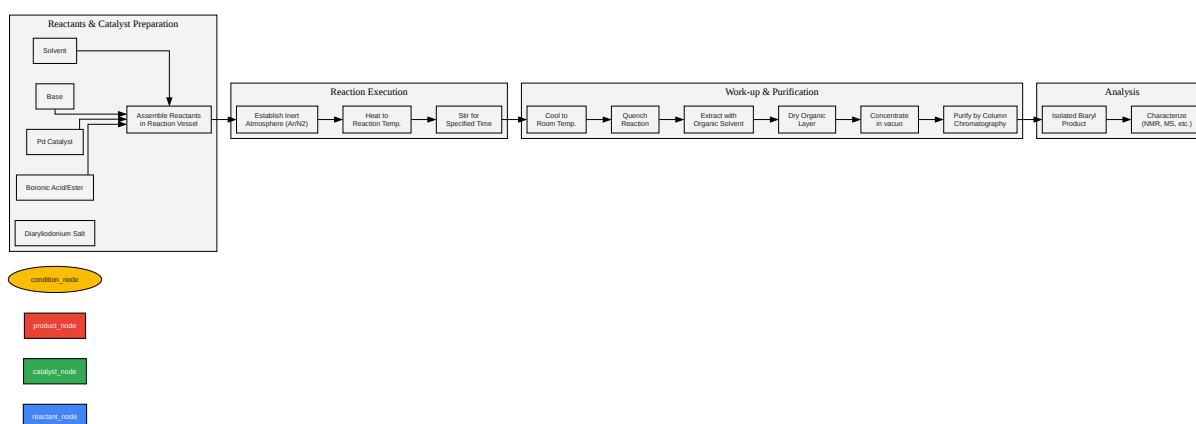 Reactants & Catalyst Preparation
Solvent
Base
Pd Catalyst
Boronic Acid/Ester
Diaryliodonium Salt
Assemble Reactants
in Reaction Vessel
Reaction Execution
Establish Inert
Atmosphere (Ar/N2)
Heat to
Reaction Temp.
Stir for
Specified Time
Work-up & Purification
Cool to
Room Temp.
Quench
Reaction
Extract with
Organic Solvent
Dry Organic
Layer
Concentrate
in vacuo
Purify by Column
Chromatography
Analysis
Isolated Biaryl
Product
Characterize
(NMR, MS, etc.)
condition_node
product_node
catalyst_node
reactant_node